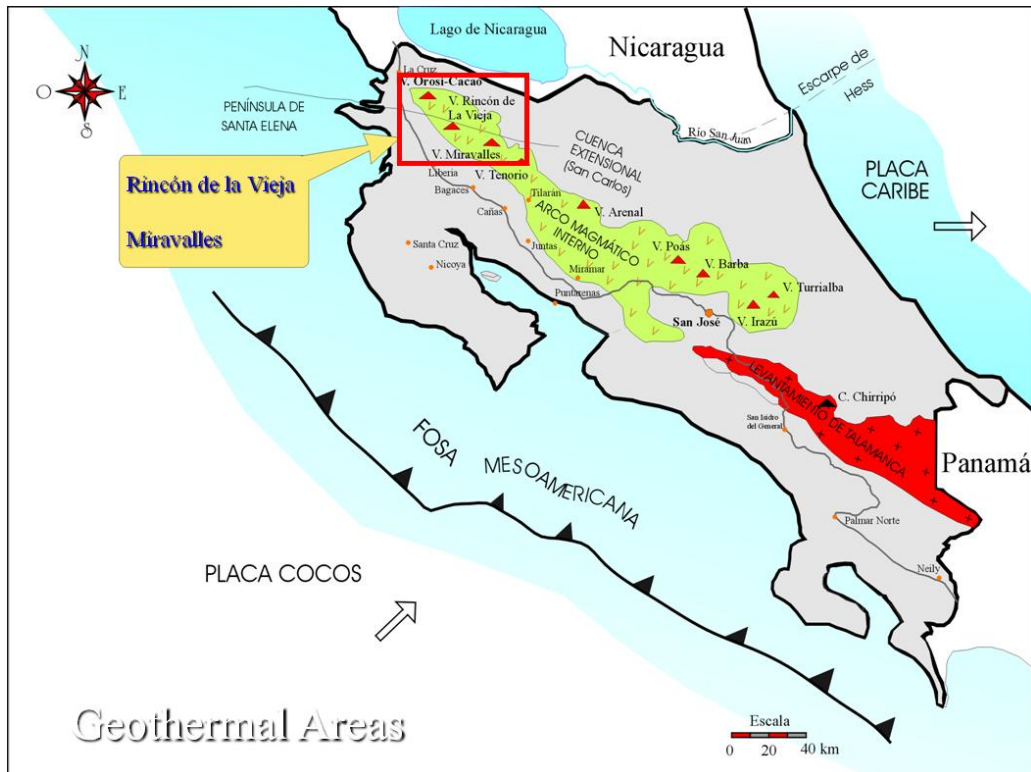 Lago de Nicaragua
Nicaragua
Escarpe de
Hess
N
O
E
S
La Cruz
V. Orosí-Cacao
PENÍNSULA DE
SANTA ELENA
V. Rincón de
La Vieja
Río San Juan
CUENCA
EXTENSIONAL
(San Carlos)
PLACA
CARIBE
Rincón de la Vieja
Miravalles
V. Miravalles
Liberia
V. Tenorio
Bagaces
Tilarán
Cañas
V. Arenal
ARCO MAGMÁTICO
INTERNO
Santa Cruz
Juntas
V. Poás
V. Barba
Nicoya
Miramar
V. Turrialba
Puntarenas
San José
V. Irazú
LEVANTAMIENTO DE TALAMANCA
C. Chirripó
San Isidro
del General
Panamá
FOSA MESOAMERICANA
Palmar Norte
PLACA COCOS
Neily
Geothermal Areas
Escala
0 20 40 km